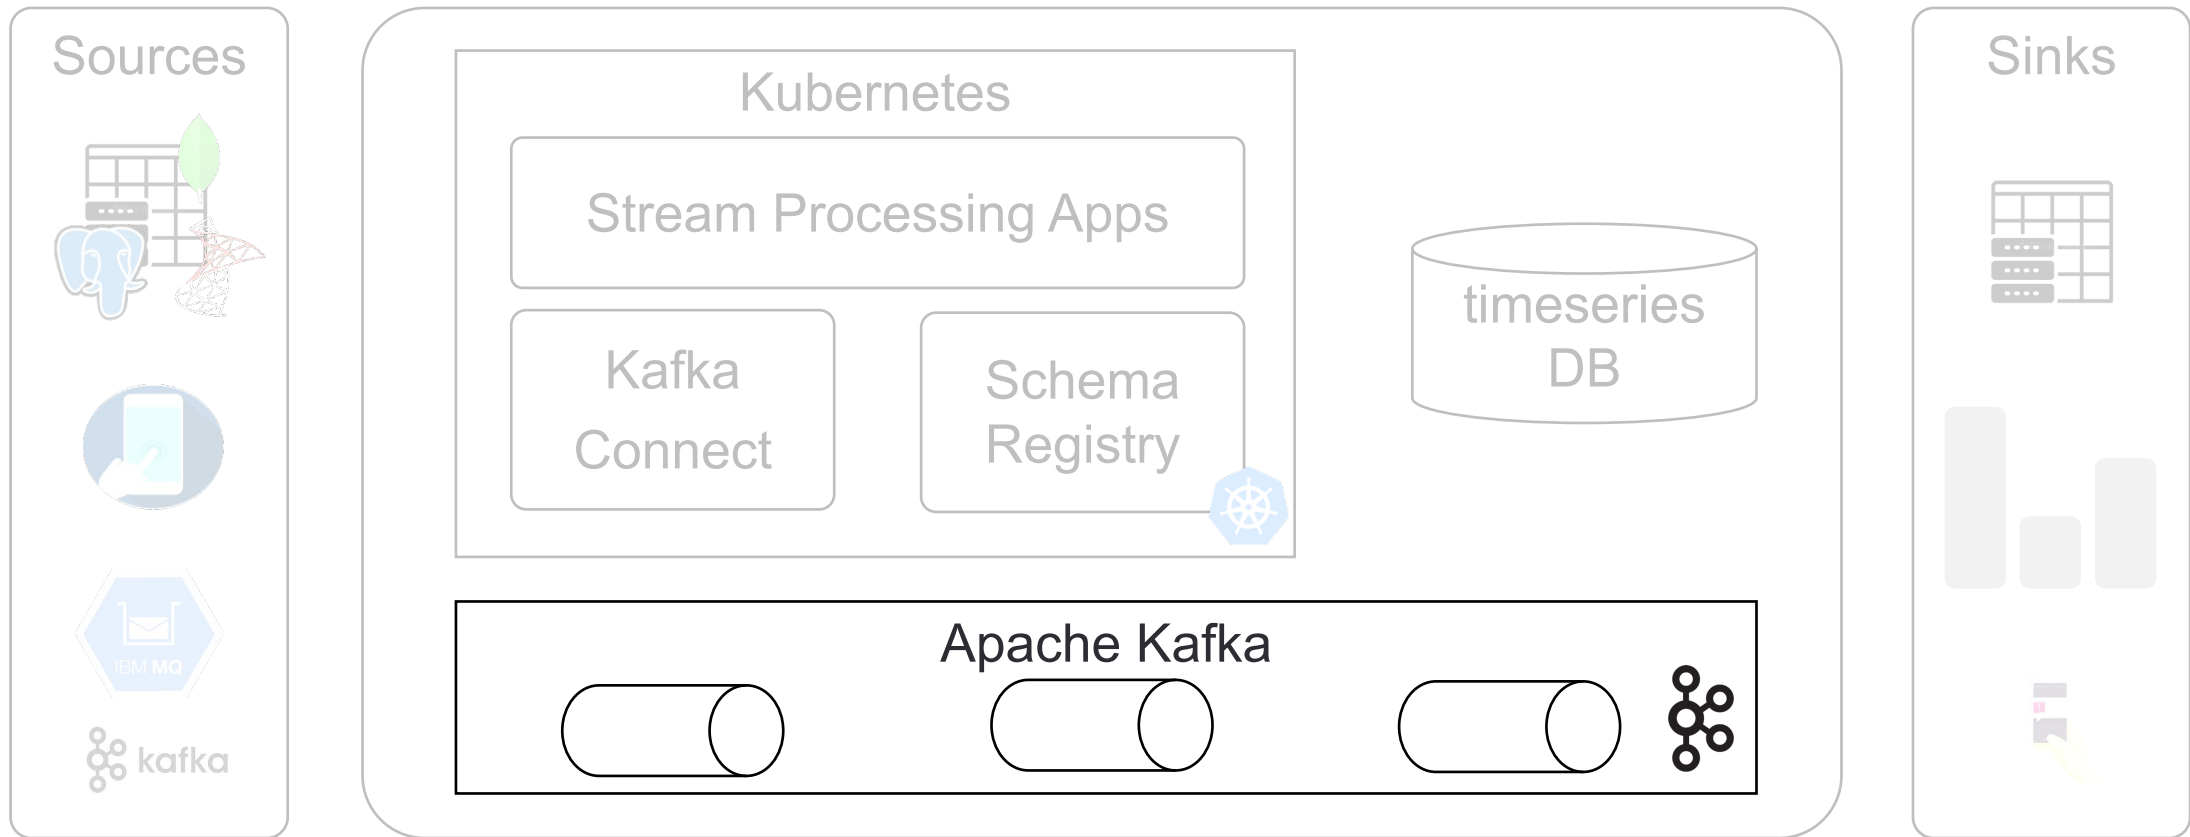 Sources
Kubernetes
Stream Processing Apps
Kafka
Connect
Schema
Registry
timeseries
DB
Sinks
IBM MQ
kafka
Apache Kafka